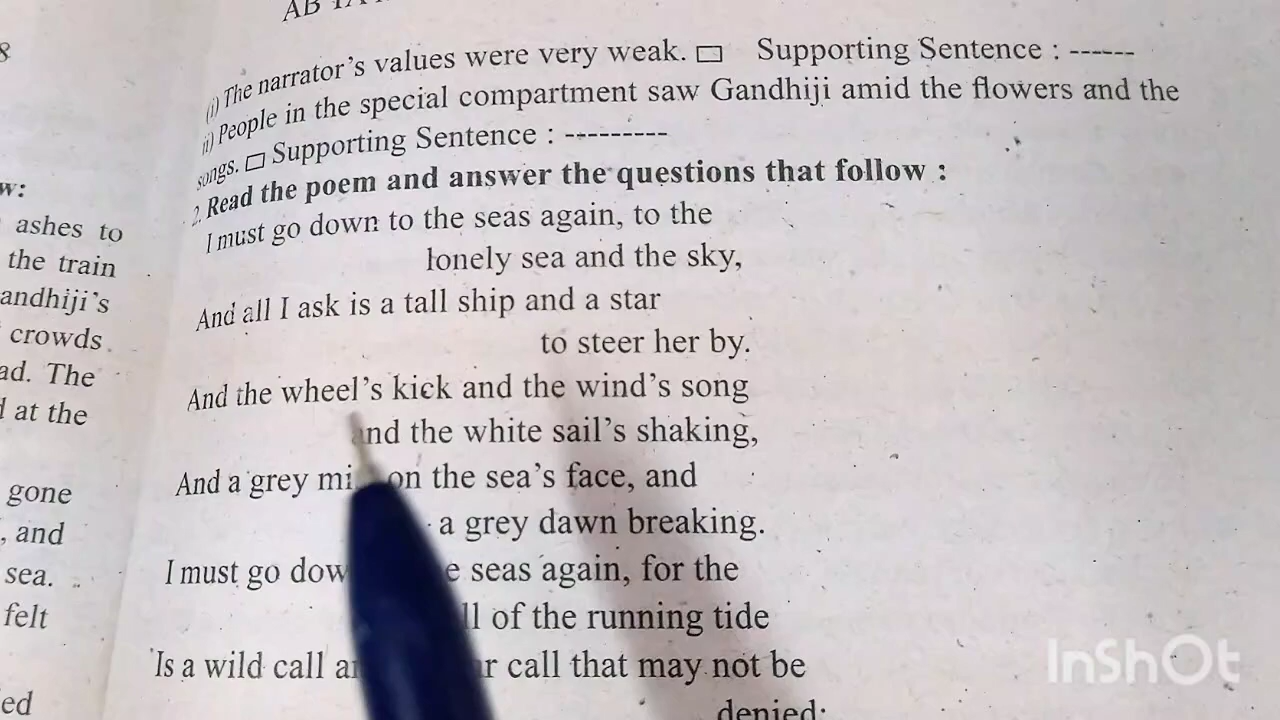 8
w:
ashes to
the train
andhiji's
crowds
ad. The
l at the
gone
, and
sea.
felt
ed
(i) The narrator's values were very weak. □ Supporting Sentence : ------
ii) People in the special compartment saw Gandhiji amid the flowers and the
songs. □ Supporting Sentence : ---------
2. Read the poem and answer the questions that follow :
I must go down to the seas again, to the
lonely sea and the sky,
And all I ask is a tall ship and a star
to steer her by.
And the wheel's kick and the wind's song
and the white sail's shaking,
And a grey on the sea's face, and
a grey dawn breaking.
I must go seas again, for the
of the running tide
Is a wild call call that may not be
denied;
InShOt